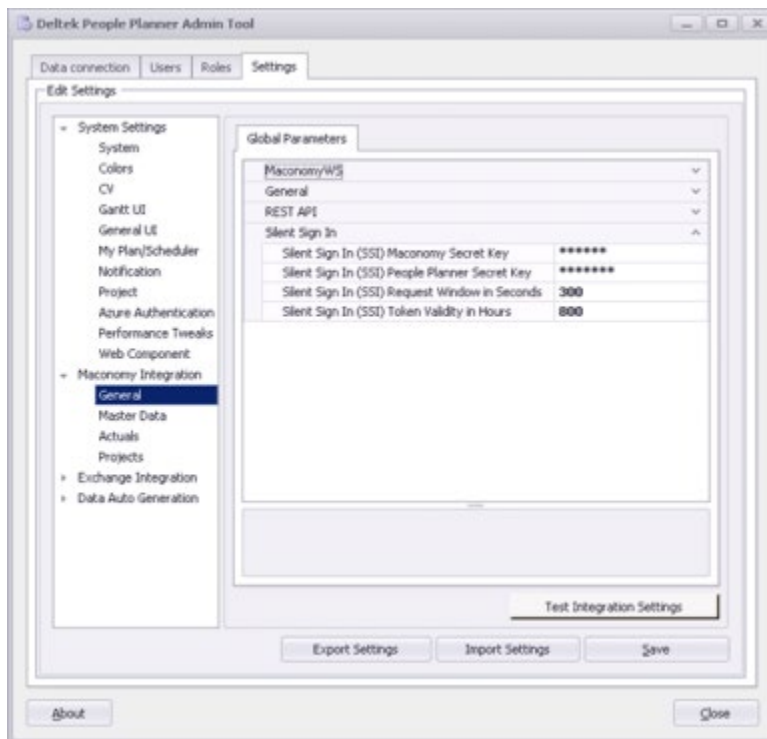 Deltek People Planner Admin Tool
Data connection Users Roles Settings
Edit Settings
System Settings
System
Colors
CV
Gantt UI
General UI
My Plan/Scheduler
Notification
Project
Azure Authentication
Performance Tweaks
Web Component
Maconomy Integration
General
Master Data
Actuals
Projects
Exchange Integration
Data Auto Generation
Global Parameters
MaconomyWS
General
REST API
Silent Sign In
Silent Sign In (SSI) Maconomy Secret Key ******
Silent Sign In (SSI) People Planner Secret Key *******
Silent Sign In (SSI) Request Window in Seconds 300
Silent Sign In (SSI) Token Validity in Hours 800
Test Integration Settings
Export Settings Import Settings Save
About Close